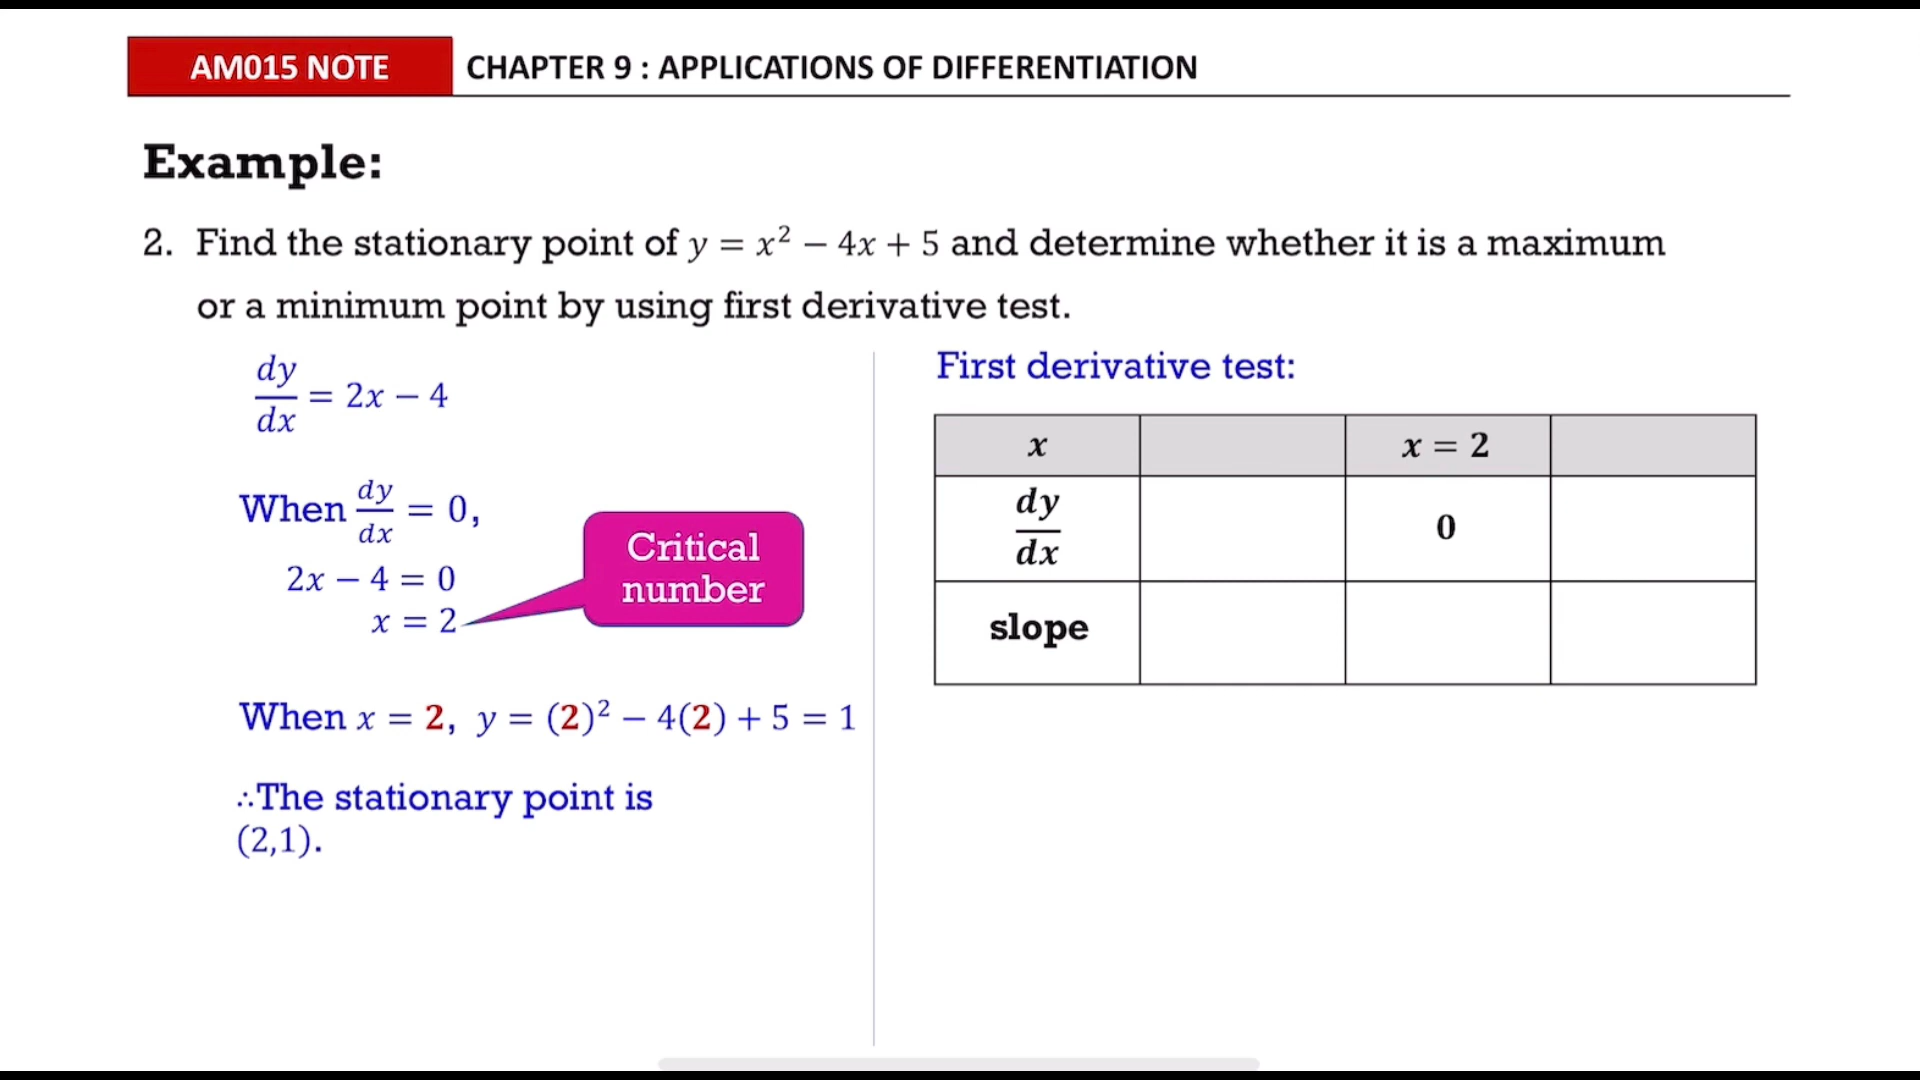 AM015 NOTE
CHAPTER 9 : APPLICATIONS OF DIFFERENTIATION
Example:
2. Find the stationary point of y = x² − 4x + 5 and determine whether it is a maximum
or a minimum point by using first derivative test.
dy/dx = 2x − 4
When dy/dx = 0,
2x − 4 = 0
x = 2
Critical
number
When x = 2, y = (2)² − 4(2) + 5 = 1
∴The stationary point is
(2,1).
First derivative test:
x x = 2
dy/dx 0
slope